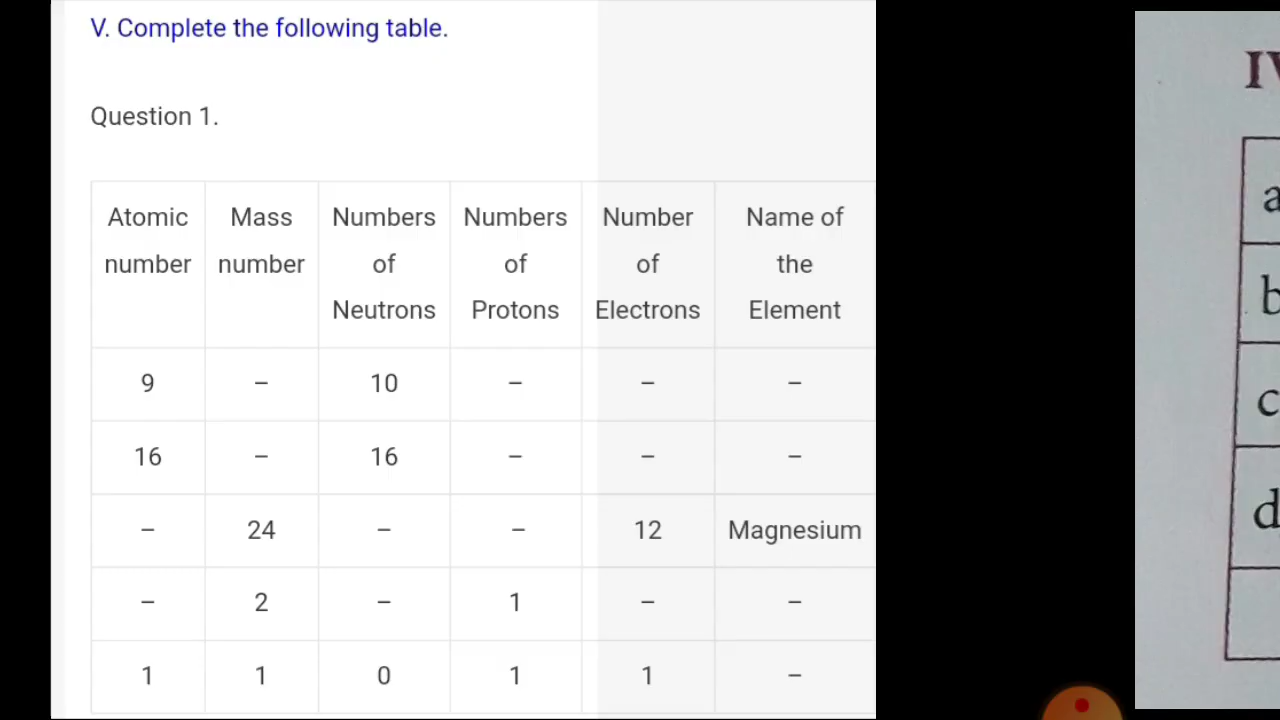 V. Complete the following table.
Question 1.
Atomic number Mass number Numbers of Neutrons Numbers of Protons Number of Electrons Name of the Element
9 – 10 – – –
16 – 16 – – –
– 24 – – 12 Magnesium
– 2 – 1 – –
1 1 0 1 1 –
a
b
c
d